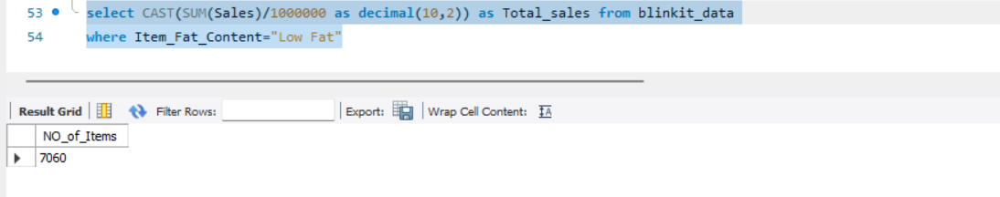 53 select CAST(SUM(Sales)/1000000 as decimal(10,2)) as Total_sales from blinkit_data
54 where Item_Fat_Content="Low Fat"
Result Grid Filter Rows: Export: Wrap Cell Content: IA
NO_of_Items
7060